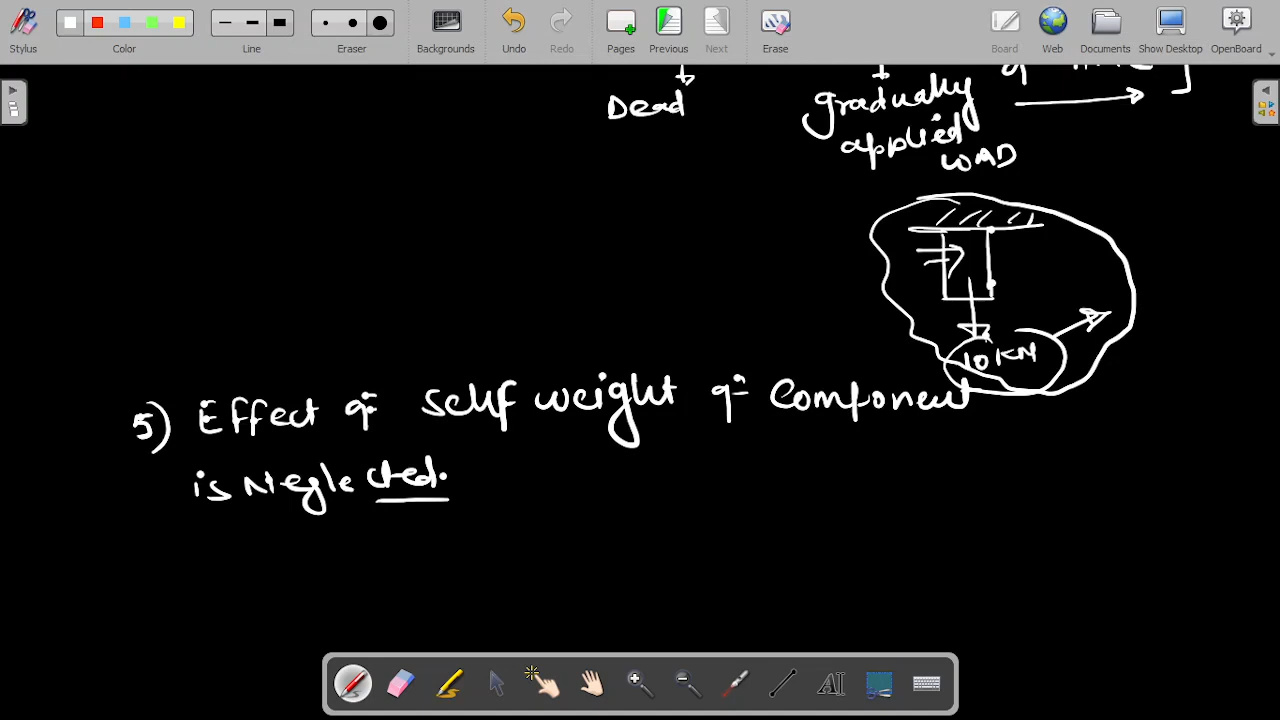 Stylus
Color
Line
Eraser
Backgrounds
Undo
Redo
Pages
Previous
Next
Erase
Board
Web
Documents
Show Desktop
OpenBoard
Dead
gradually
applied
LOAD
10 KN
5) Effect of self weight of component
is Neglected.